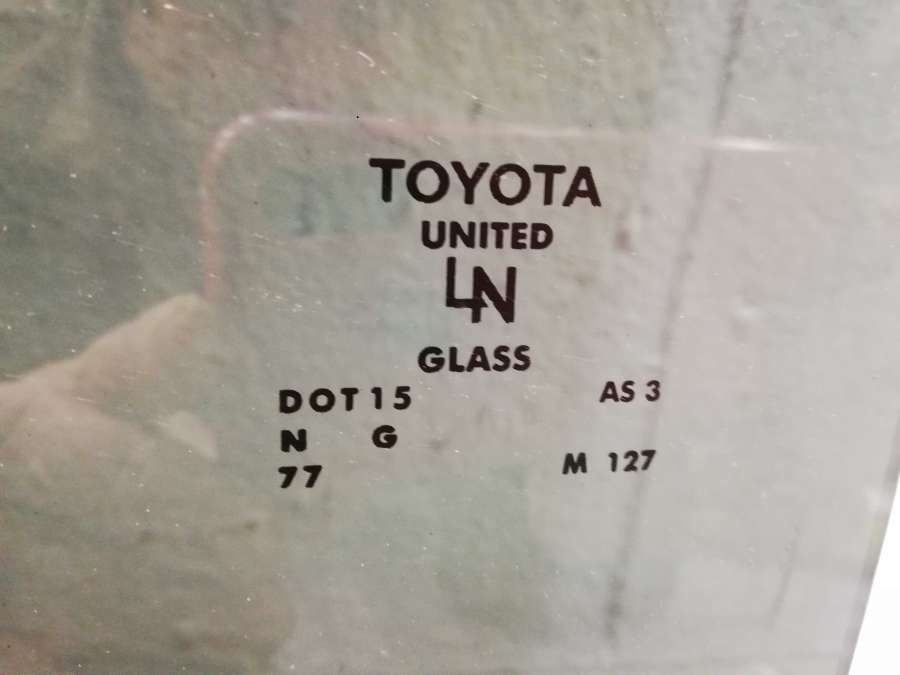 TOYOTA
UNITED
LN
GLASS
DOT 15 AS 3
N G
77 M 127